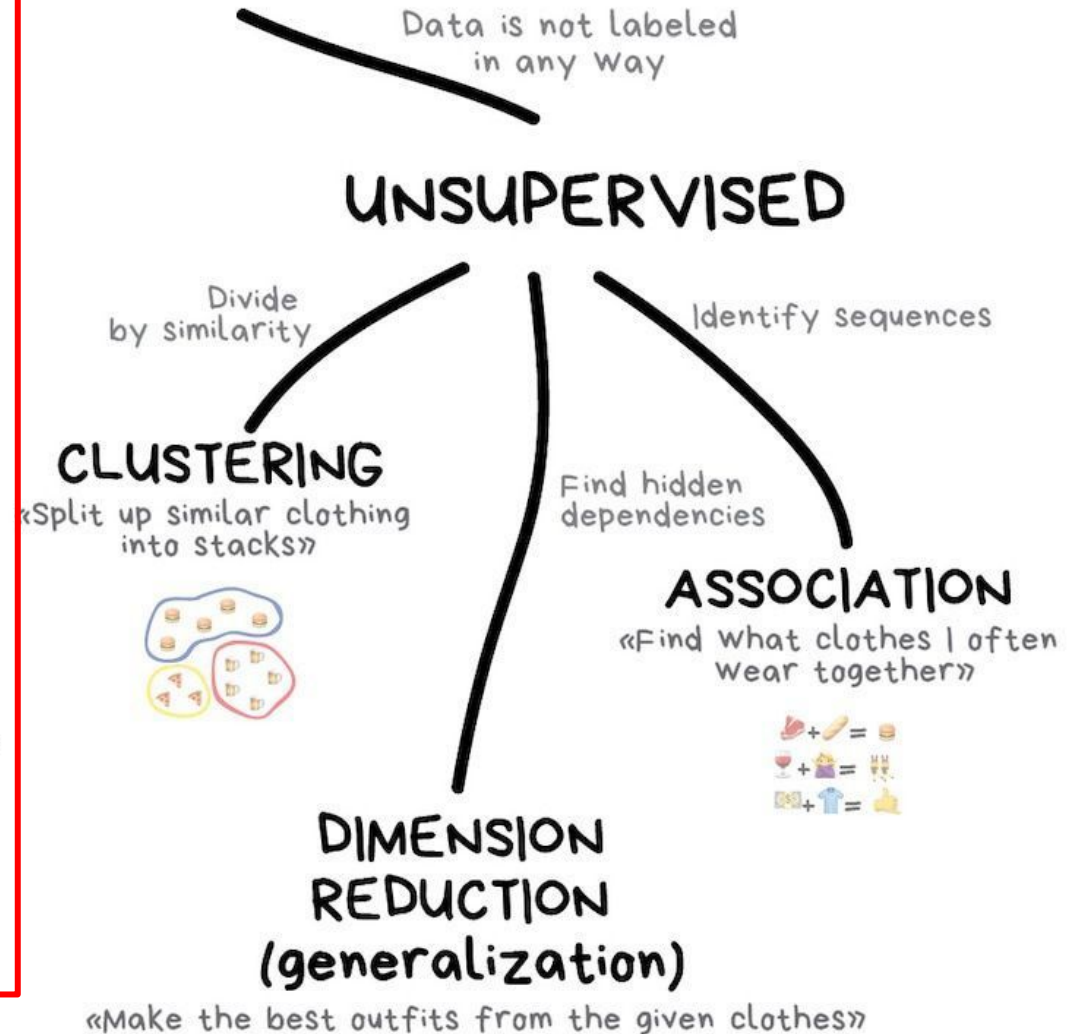 Data is not labeled
in any way
UNSUPERVISED
Divide
by similarity
Identify sequences
CLUSTERING
«Split up similar clothing
into stacks»
Find hidden
dependencies
ASSOCIATION
«Find what clothes I often
wear together»
+ =
+ =
+ =
DIMENSION
REDUCTION
(generalization)
«Make the best outfits from the given clothes»